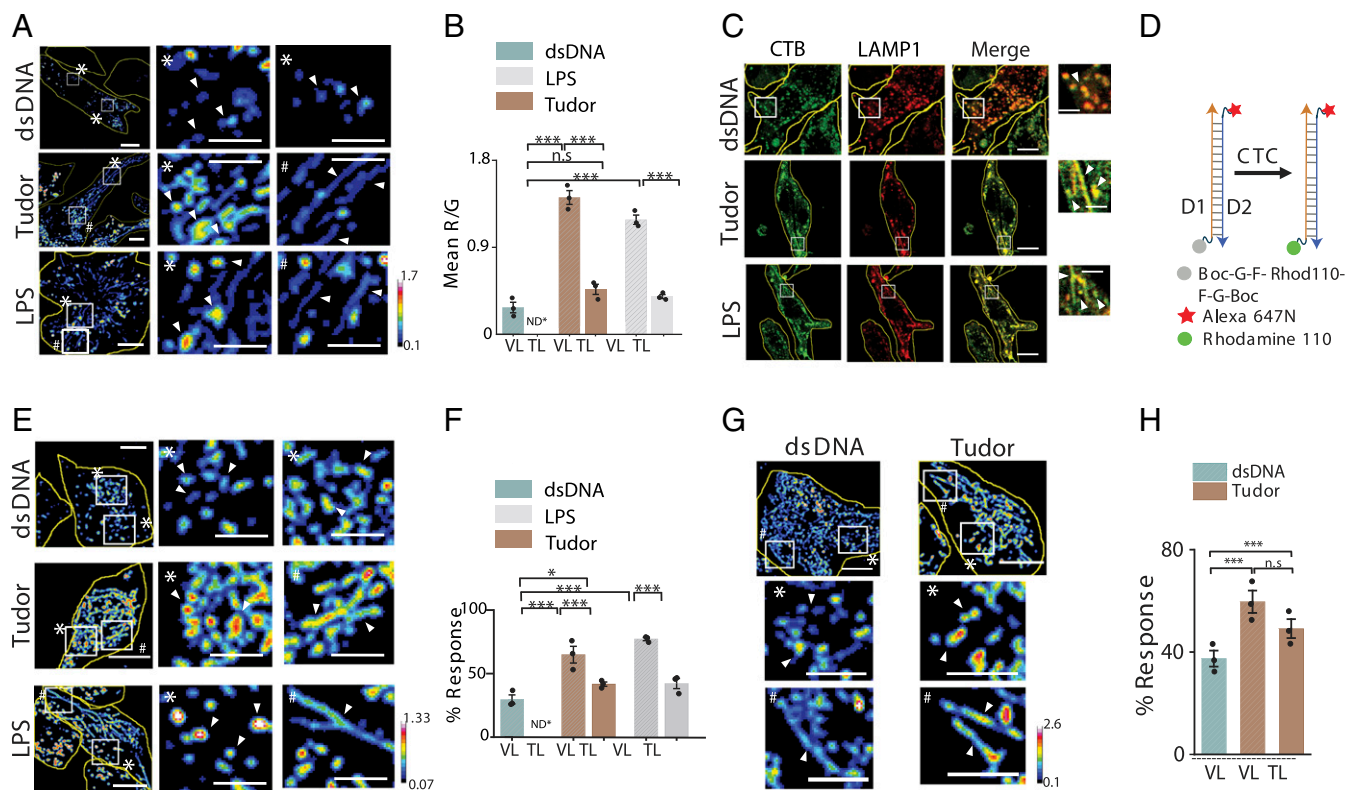 A
dsDNA
Tudor
LPS
*
*
*
*
*
#
*
#
*
#
*
#
1.7
0.1
B
dsDNA
LPS
Tudor
*** ***
n.s
*** ***
Mean R/G
1.8
0.9
0
ND*
VL TL VL TL VL TL
C
CTB LAMP1 Merge
dsDNA
Tudor
LPS
D
CTC
D1 D2
Boc-G-F- Rhod110-
F-G-Boc
Alexa 647N
Rhodamine 110
E
dsDNA
Tudor
LPS
*
*
*
*
*
#
*
#
#
*
*
#
1.33
0.07
F
dsDNA
LPS
Tudor
*
*** ***
*** ***
% Response
100
50
0
ND*
VL TL VL TL VL TL
G
dsDNA Tudor
#
*
#
*
* *
# #
2.6
0.1
H
dsDNA
Tudor
***
*** n.s
% Response
80
40
0
VL VL TL